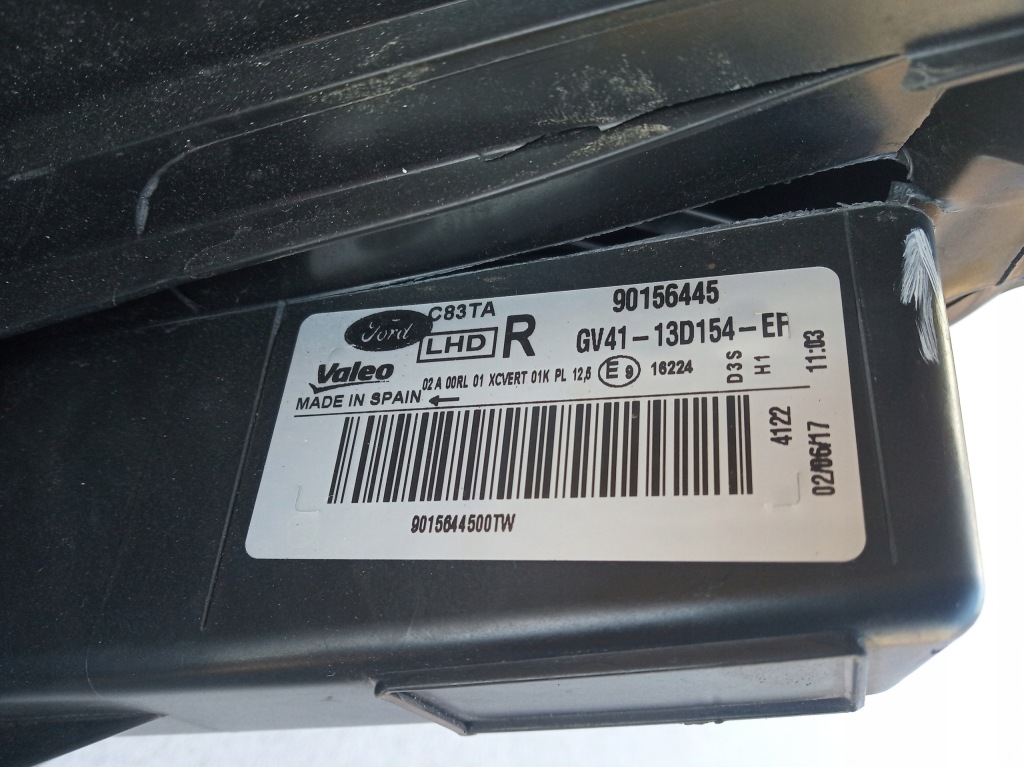 Ford C83TA 90156445
LHD R GV41-13D154-EF
Valeo 02 A 00RL 01 XCVERT 01K PL 12,5 E9 16224
MADE IN SPAIN
D3S
H1
11:03
4122
02/06/17
9015644500TW